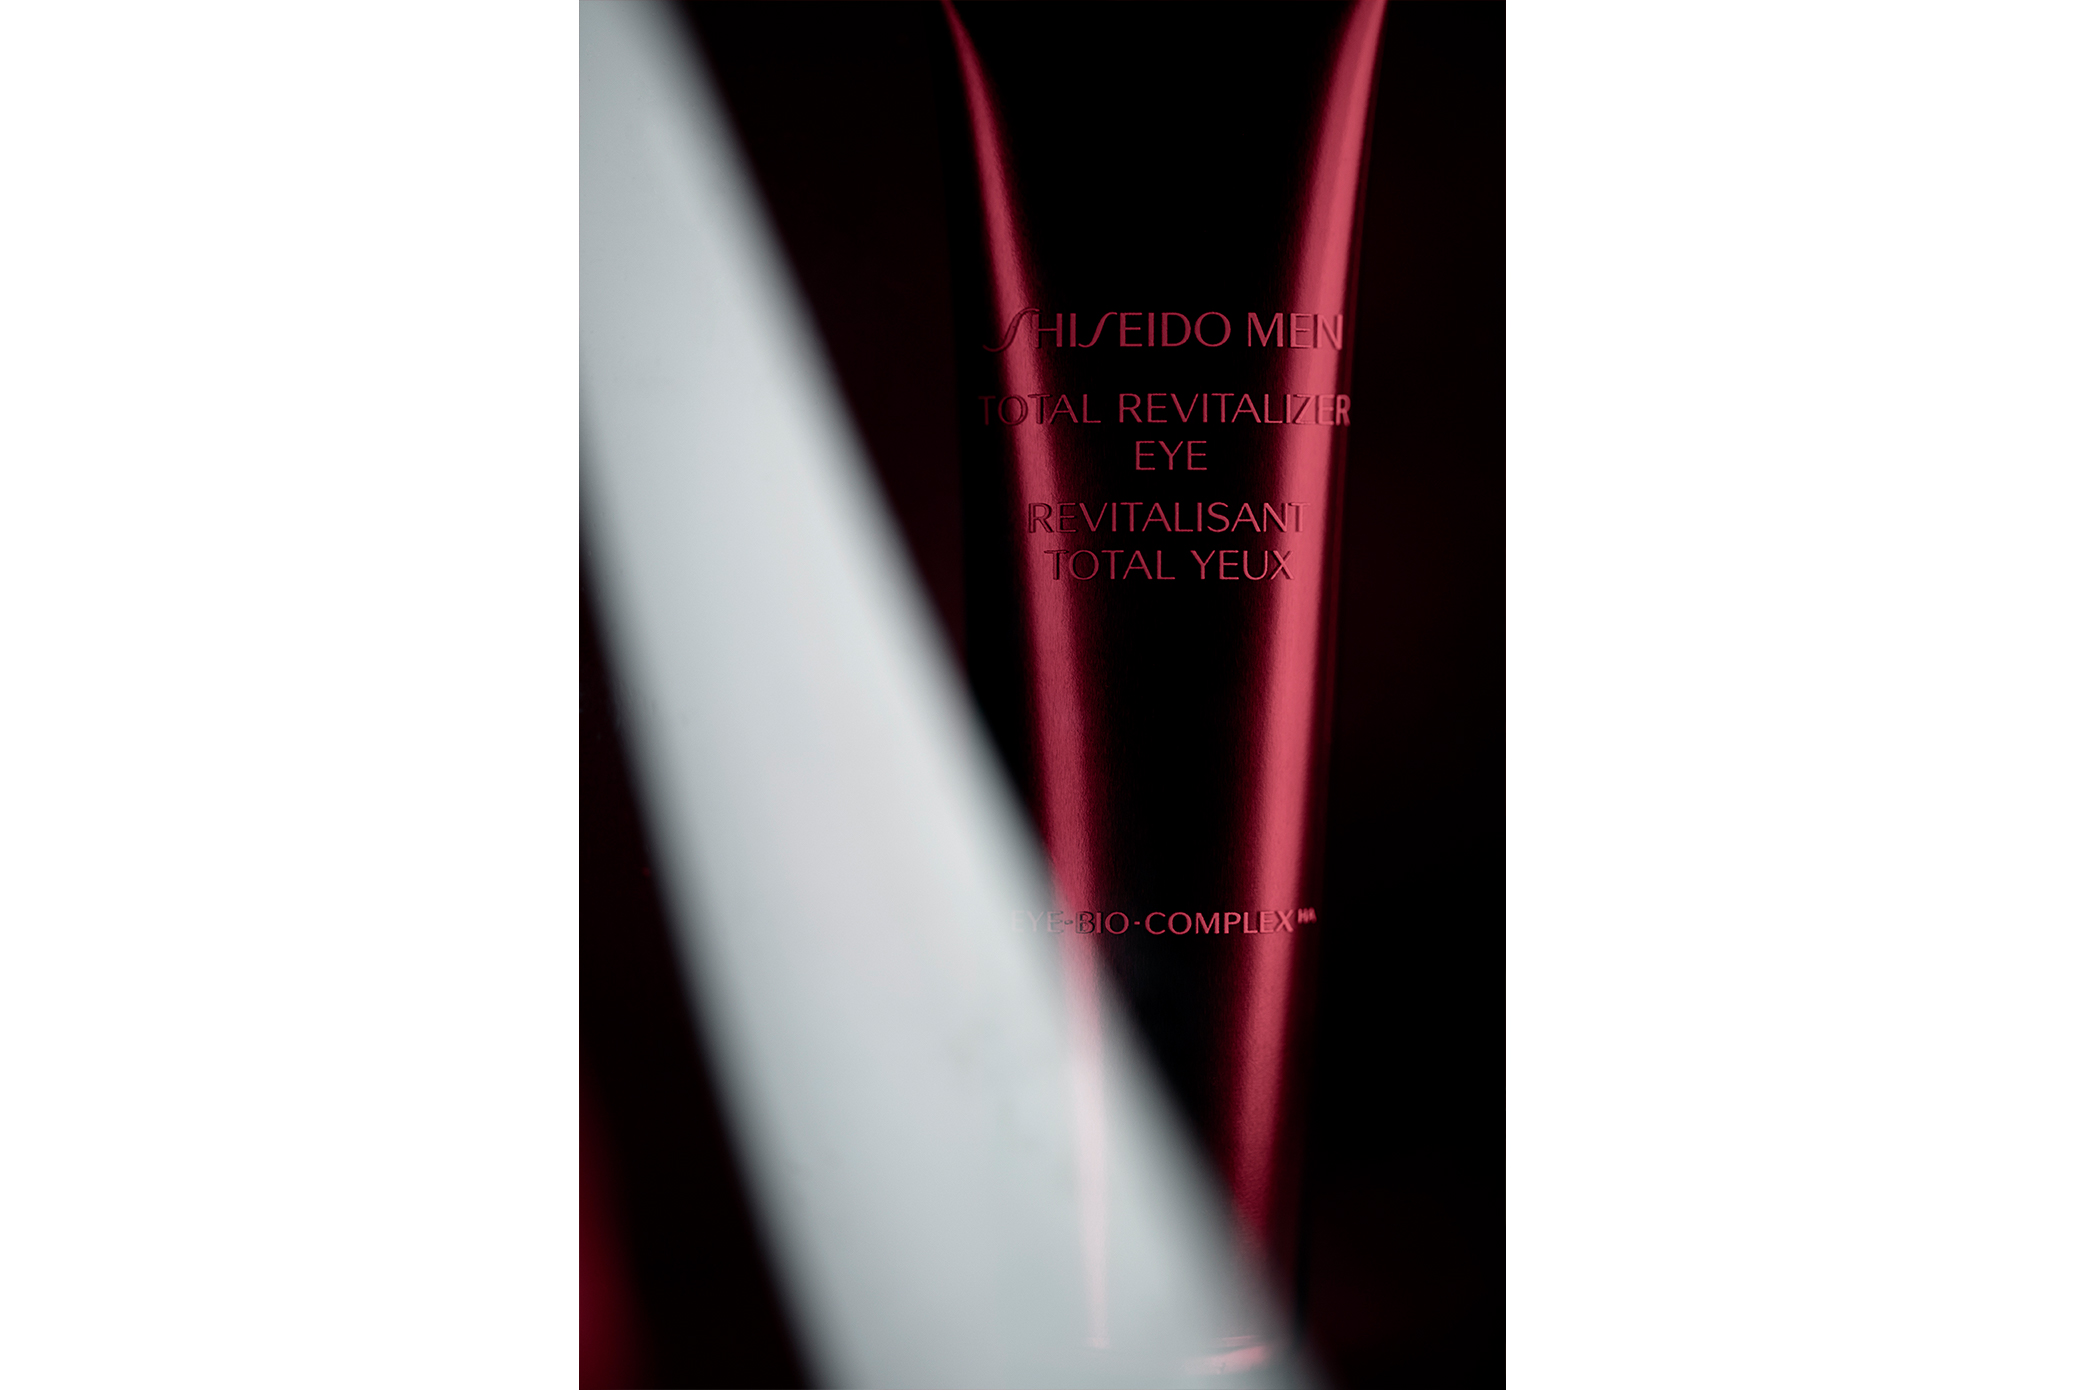 SHISEIDO MEN
TOTAL REVITALIZER
EYE
REVITALISANT
TOTAL YEUX
EYE·BIO·COMPLEX